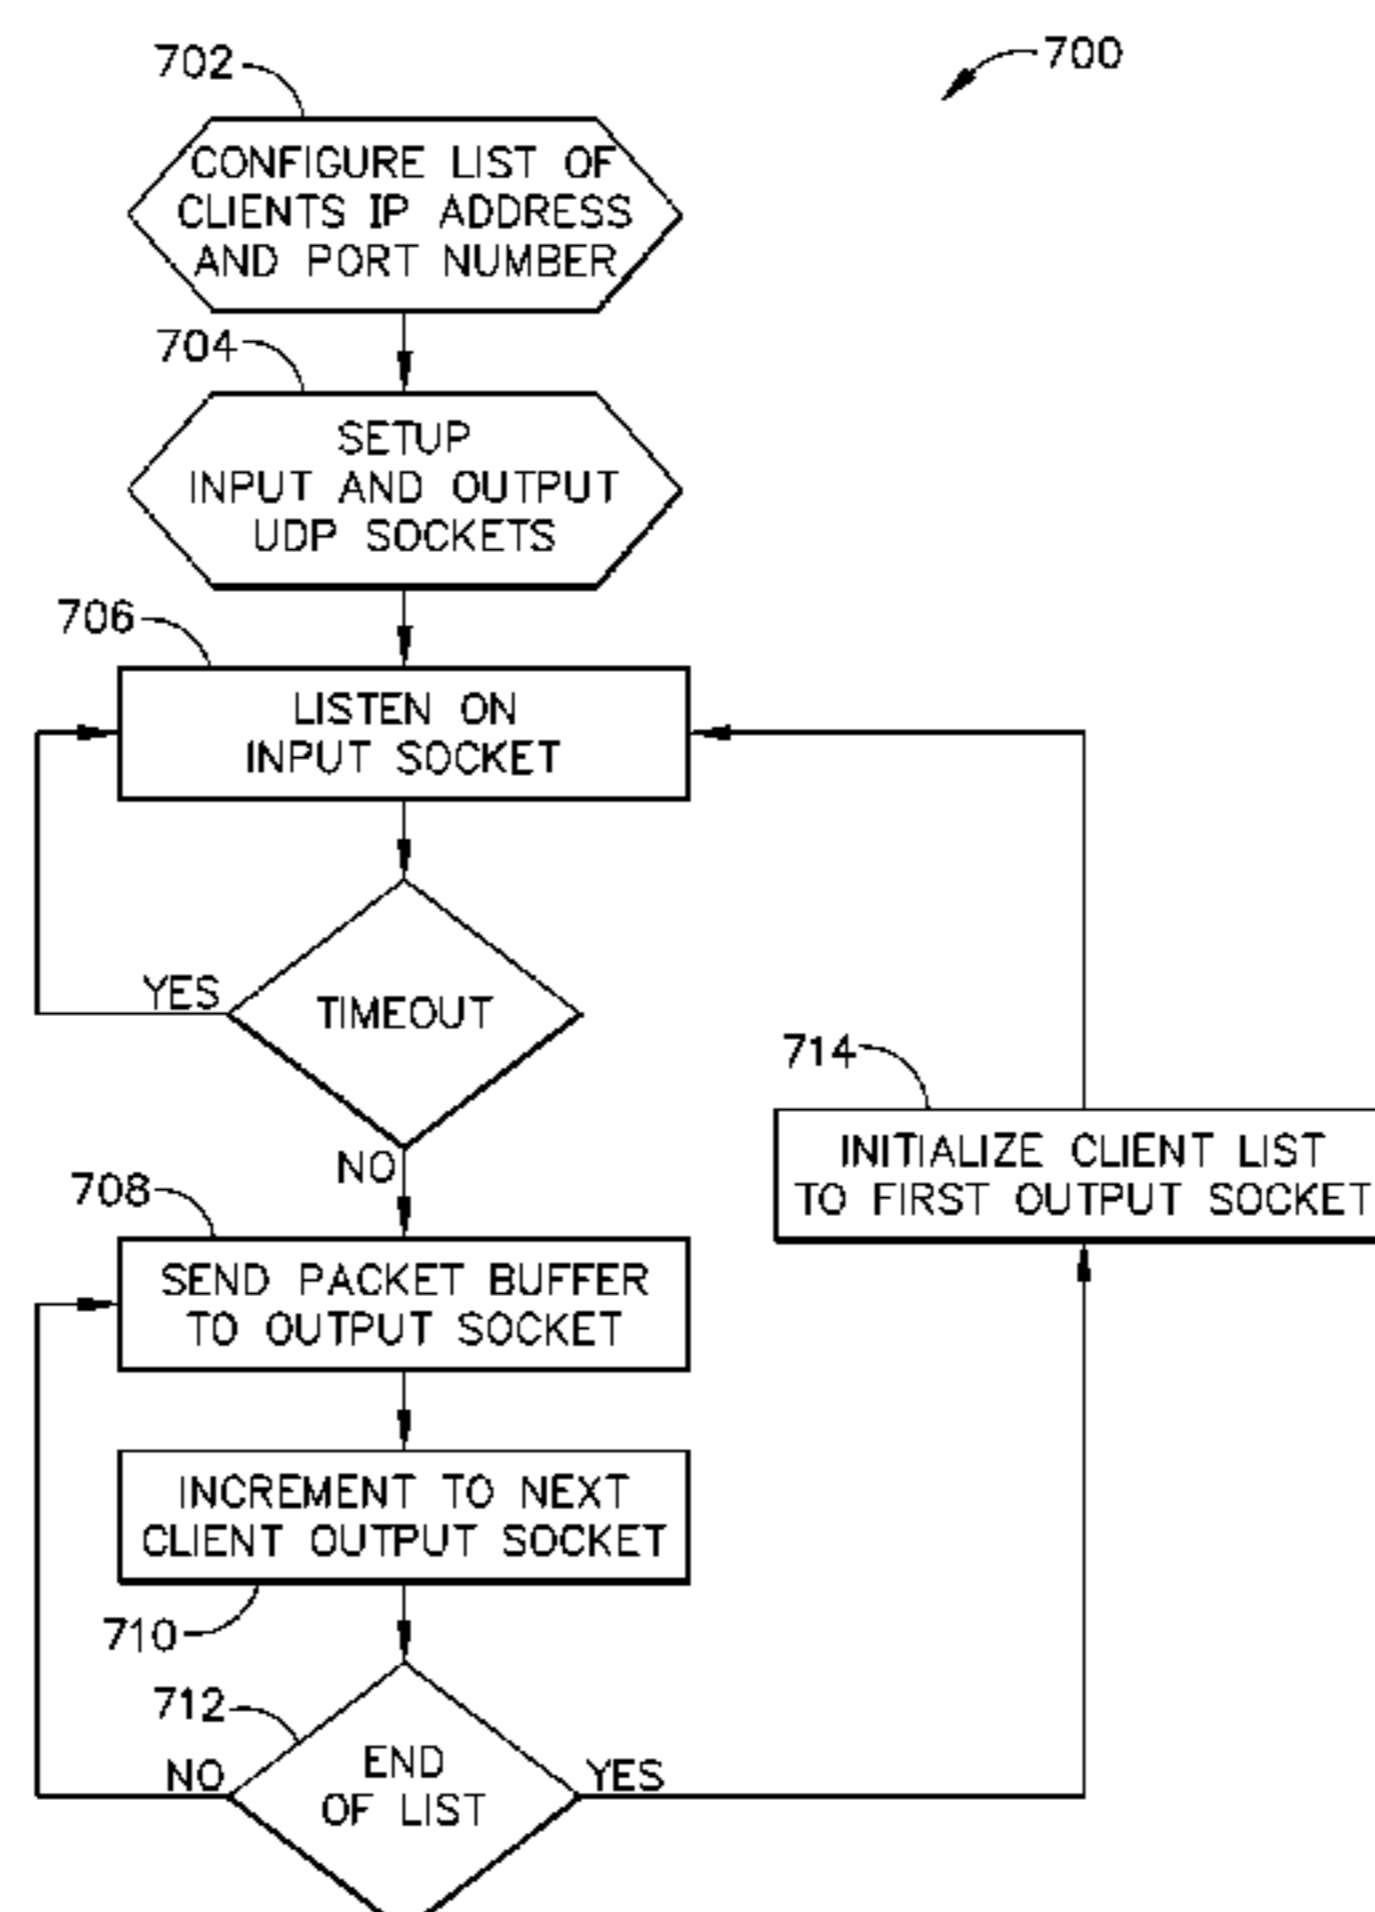 702
700
CONFIGURE LIST OF
CLIENTS IP ADDRESS
AND PORT NUMBER
704
SETUP
INPUT AND OUTPUT
UDP SOCKETS
706
LISTEN ON
INPUT SOCKET
YES
TIMEOUT
NO
714
INITIALIZE CLIENT LIST
TO FIRST OUTPUT SOCKET
708
SEND PACKET BUFFER
TO OUTPUT SOCKET
INCREMENT TO NEXT
CLIENT OUTPUT SOCKET
710
712
NO
END
OF LIST
YES